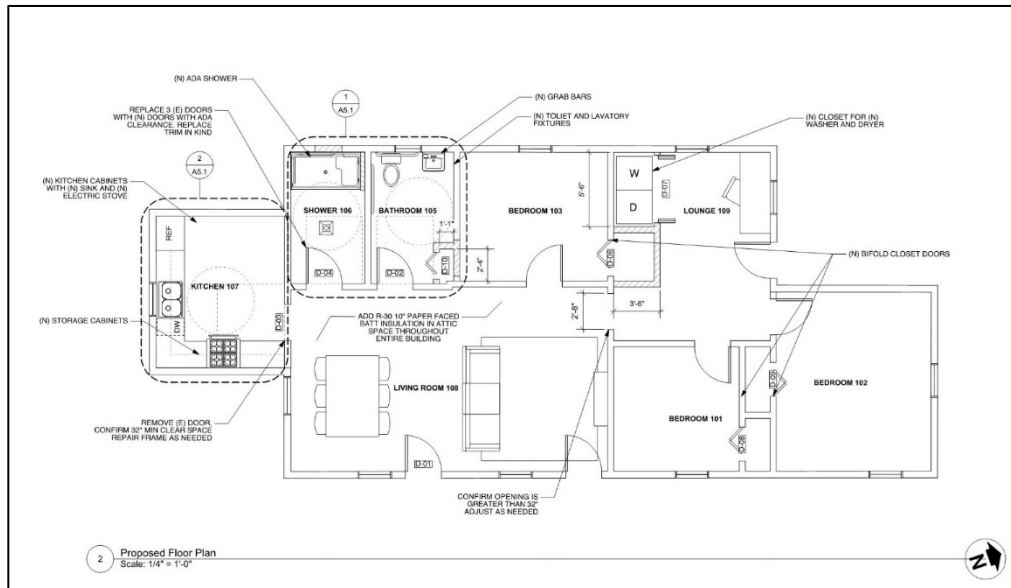 (N) ADA SHOWER
1
A5.1
(N) GRAB BARS
REPLACE 3 (E) DOORS
WITH (N) DOORS WITH ADA
CLEARANCE. REPLACE
TRIM IN KIND
(N) TOLIET AND LAVATORY
FIXTURES
(N) CLOSET FOR (N)
WASHER AND DRYER
2
A5.1
(N) KITCHEN CABINETS
WITH (N) SINK AND (N)
ELECTRIC STOVE
W
D
D-07
5'-6"
SHOWER 106
BATHROOM 105
BEDROOM 103
LOUNGE 109
1'-1"
REF
D-04
D-02
D-10
2'-4"
D-06
(N) BIFOLD CLOSET DOORS
KITCHEN 107
2'-8"
3'-6"
(N) STORAGE CABINETS
DW
D-03
ADD R-30 10" PAPER FACED
BATT INSULATION IN ATTIC
SPACE THROUGHOUT
ENTIRE BUILDING
LIVING ROOM 108
BEDROOM 102
BEDROOM 101
REMOVE (E) DOOR,
CONFIRM 32" MIN CLEAR SPACE
REPAIR FRAME AS NEEDED
D-01
D-08
CONFIRM OPENING IS
GREATER THAN 32"
ADJUST AS NEEDED
2
Proposed Floor Plan
Scale: 1/4" = 1'-0"
N